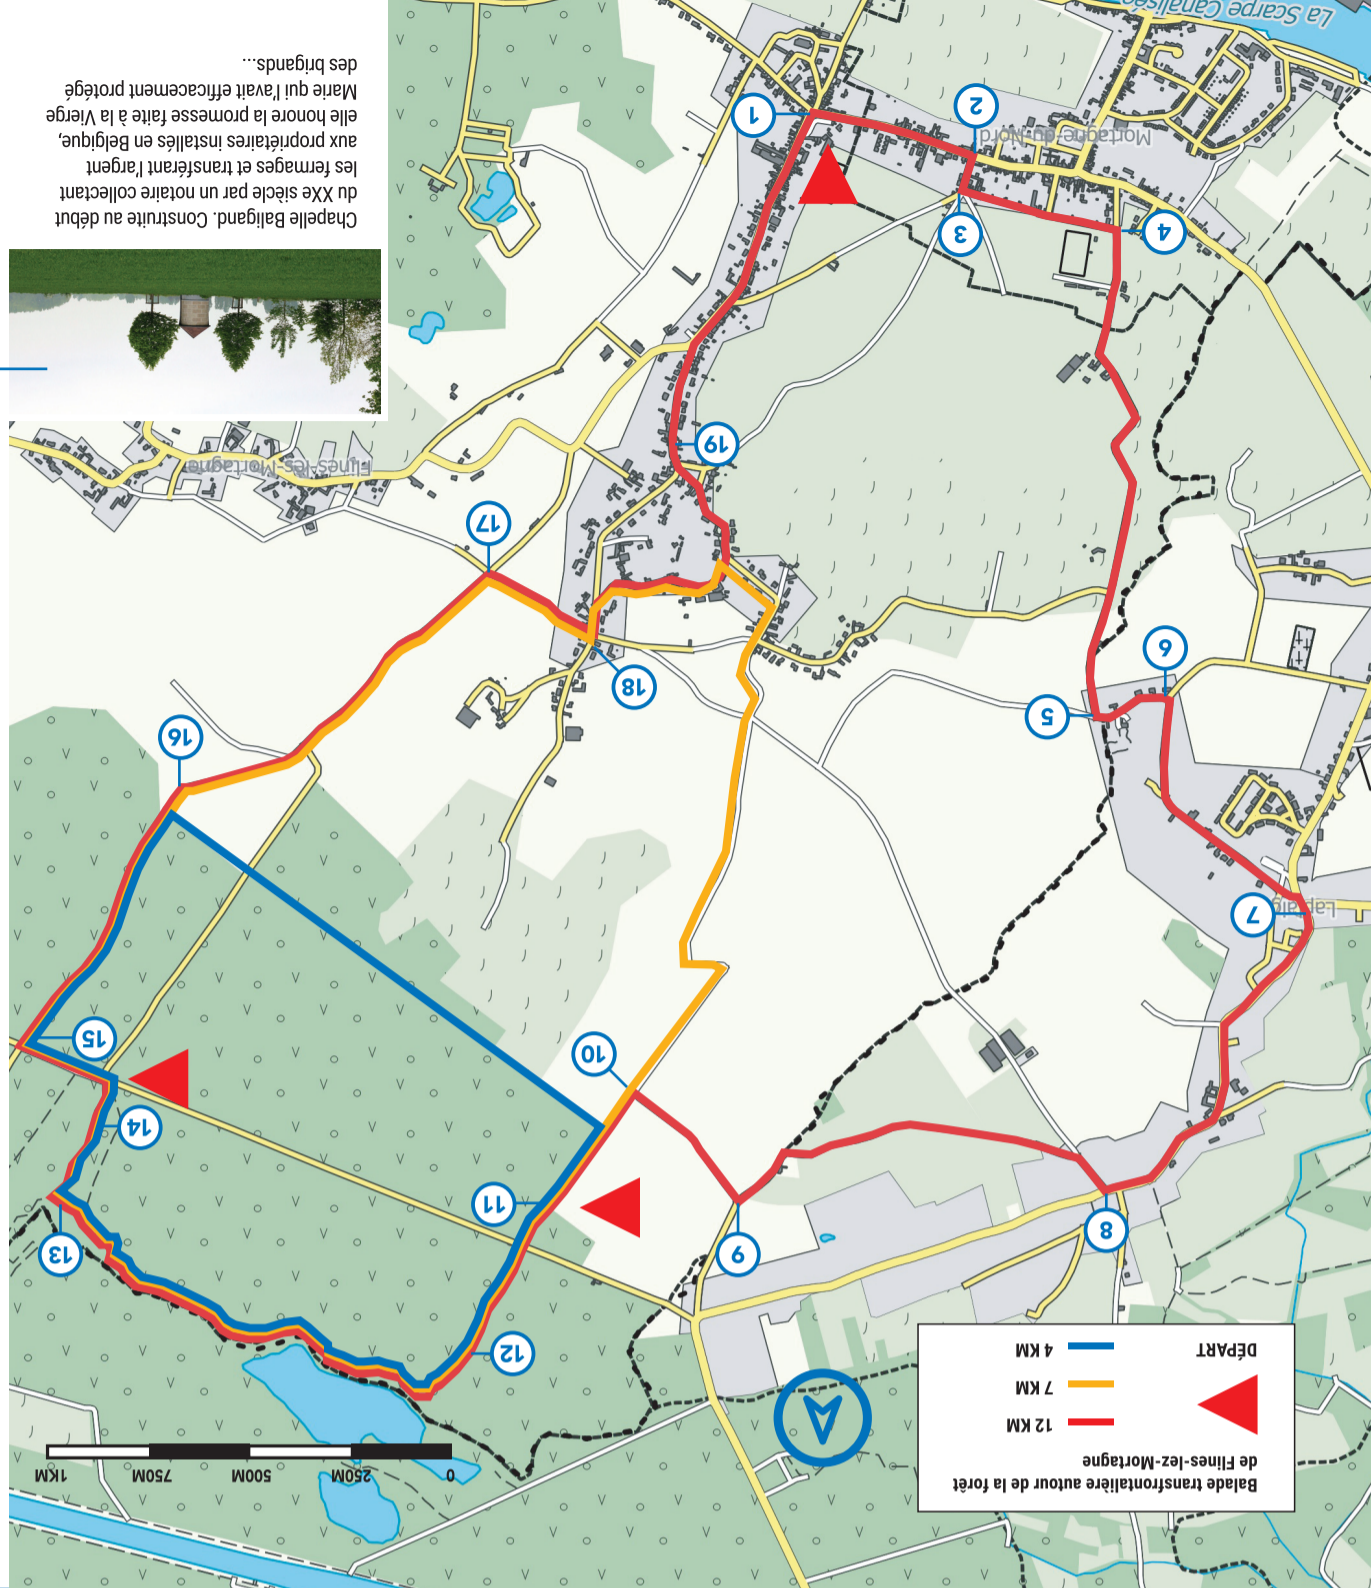 Balade transfrontalière autour de la forêt
de Flines-lez-Mortagne
12 KM
7 KM
4 KM
DÉPART
0
250M
500M
750M
1KM
13
12
8
9
11
14
15
10
7
Laplaigne
16
5
18
6
17
Flines-lès-Mortagne
19
4
3
Mortagne-du-Nord
1
2
La Scarpe Canalisée
Chapelle Baligand. Construite au début
du XXe siècle par un notaire collectant
les fermages et transférant l'argent
aux propriétaires installés en Belgique,
elle honore la promesse faite à la Vierge
Marie qui l'avait efficacement protégé
des brigands...